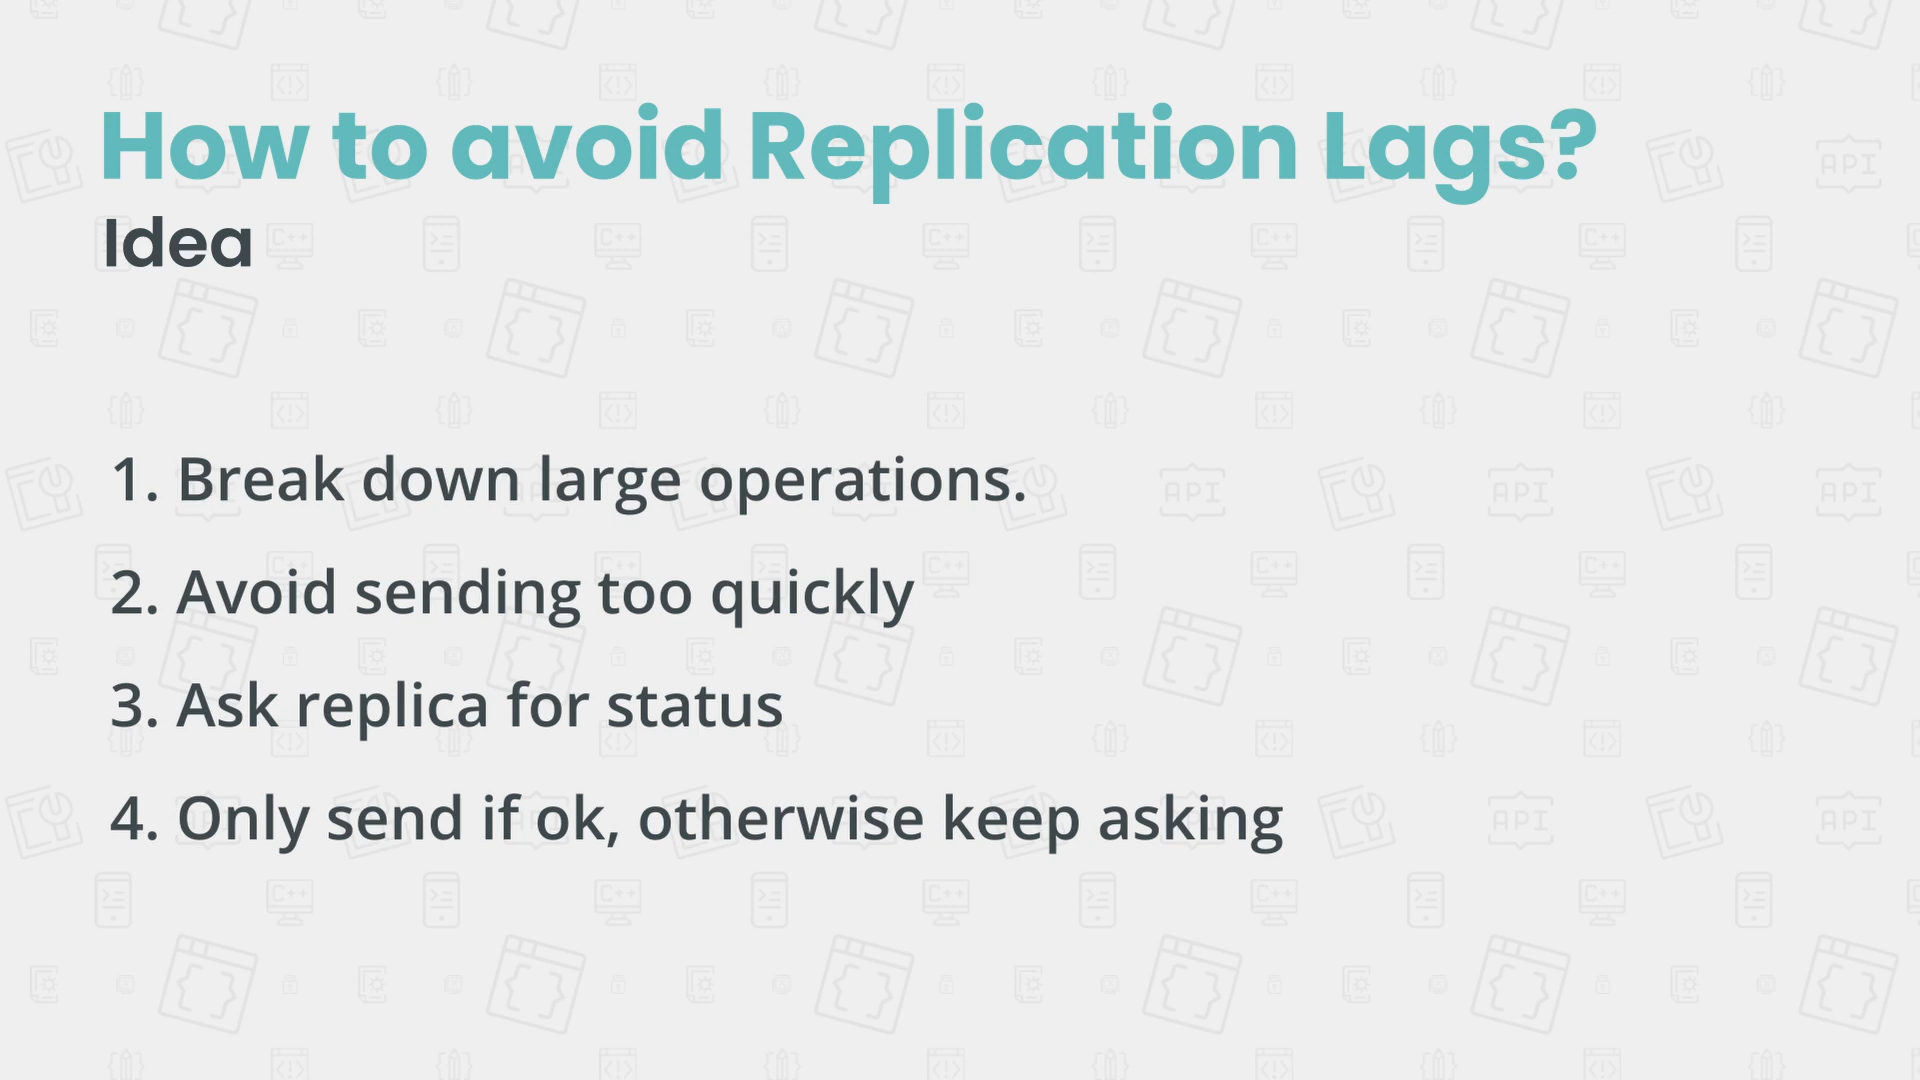 How to avoid Replication Lags?
Idea
1. Break down large operations.
2. Avoid sending too quickly
3. Ask replica for status
4. Only send if ok, otherwise keep asking